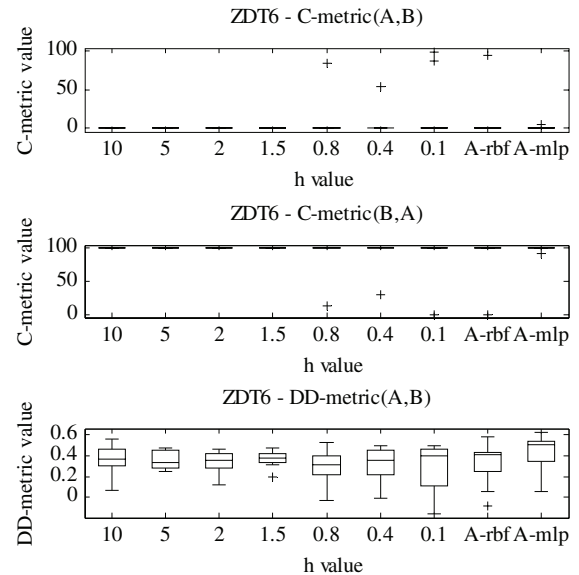 ZDT6 - C-metric(A,B)
C-metric value
100
50
0
10 5 2 1.5 0.8 0.4 0.1 A-rbf A-mlp
h value
ZDT6 - C-metric(B,A)
C-metric value
100
50
0
10 5 2 1.5 0.8 0.4 0.1 A-rbf A-mlp
h value
ZDT6 - DD-metric(A,B)
DD-metric value
0.6
0.4
0.2
0
10 5 2 1.5 0.8 0.4 0.1 A-rbf A-mlp
h value